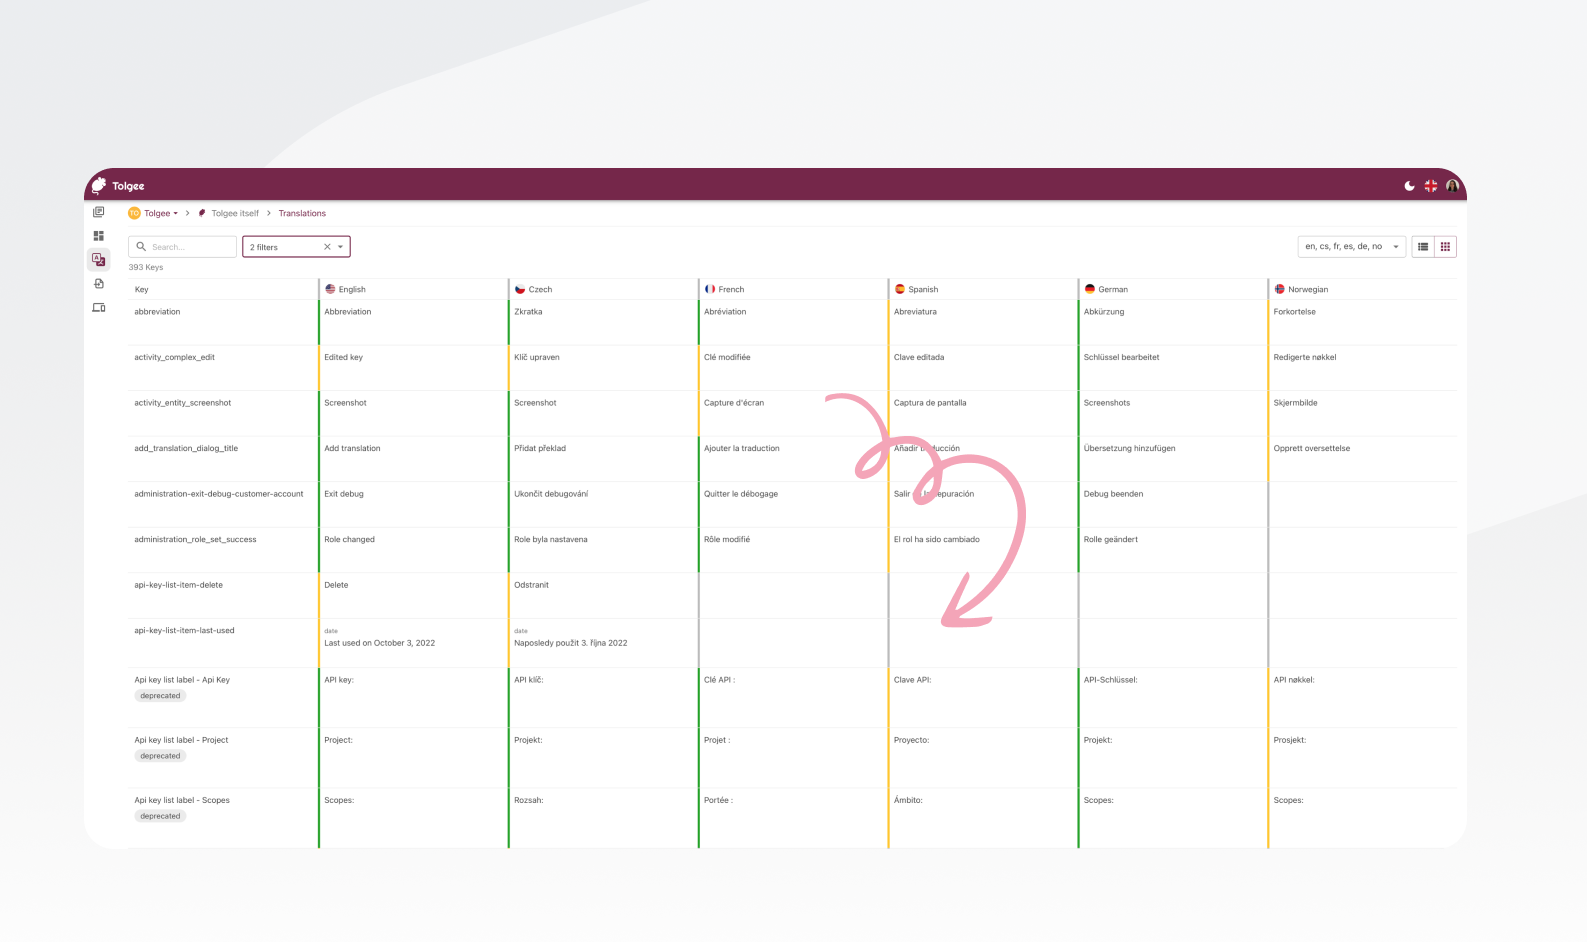 Tolgee
TO Tolgee > Tolgee itself > Translations
Search... 2 filters en, cs, fr, es, de, no
393 Keys
Key English Czech French Spanish German Norwegian
abbreviation Abbreviation Zkratka Abréviation Abreviatura Abkürzung Forkortelse
activity_complex_edit Edited key Klíč upraven Clé modifiée Clave editada Schlüssel bearbeitet Redigerte nøkkel
activity_entity_screenshot Screenshot Screenshot Capture d'écran Captura de pantalla Screenshots Skjermbilde
add_translation_dialog_title Add translation Přidat překlad Ajouter la traduction Añadir Übersetzung hinzufügen Opprett oversettelse
administration-exit-debug-customer-account Exit debug Ukončit debugování Quitter le débogage Salir Debug beenden
administration_role_set_success Role changed Role byla nastavena Rôle modifié El rol ha sido cambiado Rolle geändert
api-key-list-item-delete Delete Odstranit
api-key-list-item-last-used date date
Last used on October 3, 2022 Naposledy použit 3. října 2022
Api key list label - Api Key API key: API klíč: Clé API : Clave API: API-Schlüssel: API nøkkel:
deprecated
Api key list label - Project Project: Projekt: Projet : Proyecto: Projekt: Prosjekt:
deprecated
Api key list label - Scopes Scopes: Rozsah: Portée : Ámbito: Scopes: Scopes:
deprecated